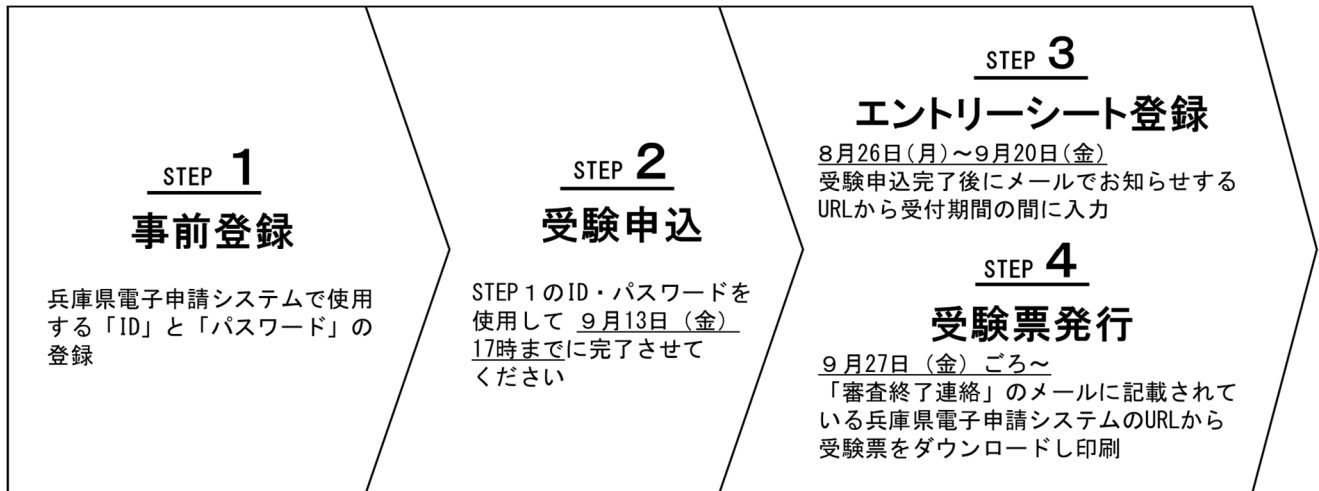 STEP 1
事前登録
兵庫県電子申請システムで使用
する「ID」と「パスワード」の
登録
STEP 2
受験申込
STEP１のID・パスワードを
使用して ９月13日（金）
17時までに完了させて
ください
STEP 3
エントリーシート登録
8月26日(月)～9月20日(金)
受験申込完了後にメールでお知らせする
URLから受付期間の間に入力
STEP 4
受験票発行
９月27日（金）ごろ～
「審査終了連絡」のメールに記載されて
いる兵庫県電子申請システムのURLから
受験票をダウンロードし印刷